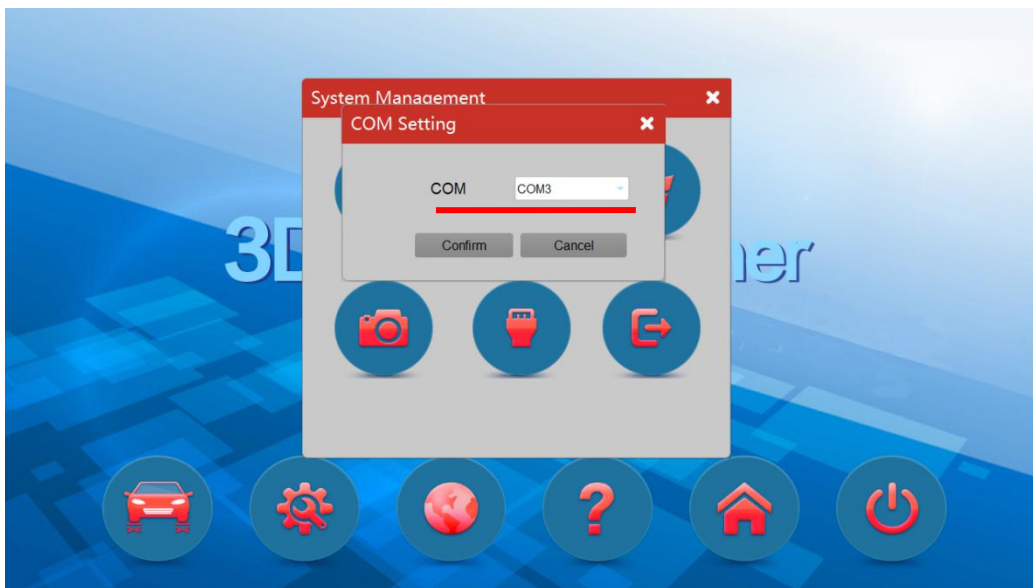 System Management
COM Setting
COM COM3
Confirm Cancel
3D
ner
?